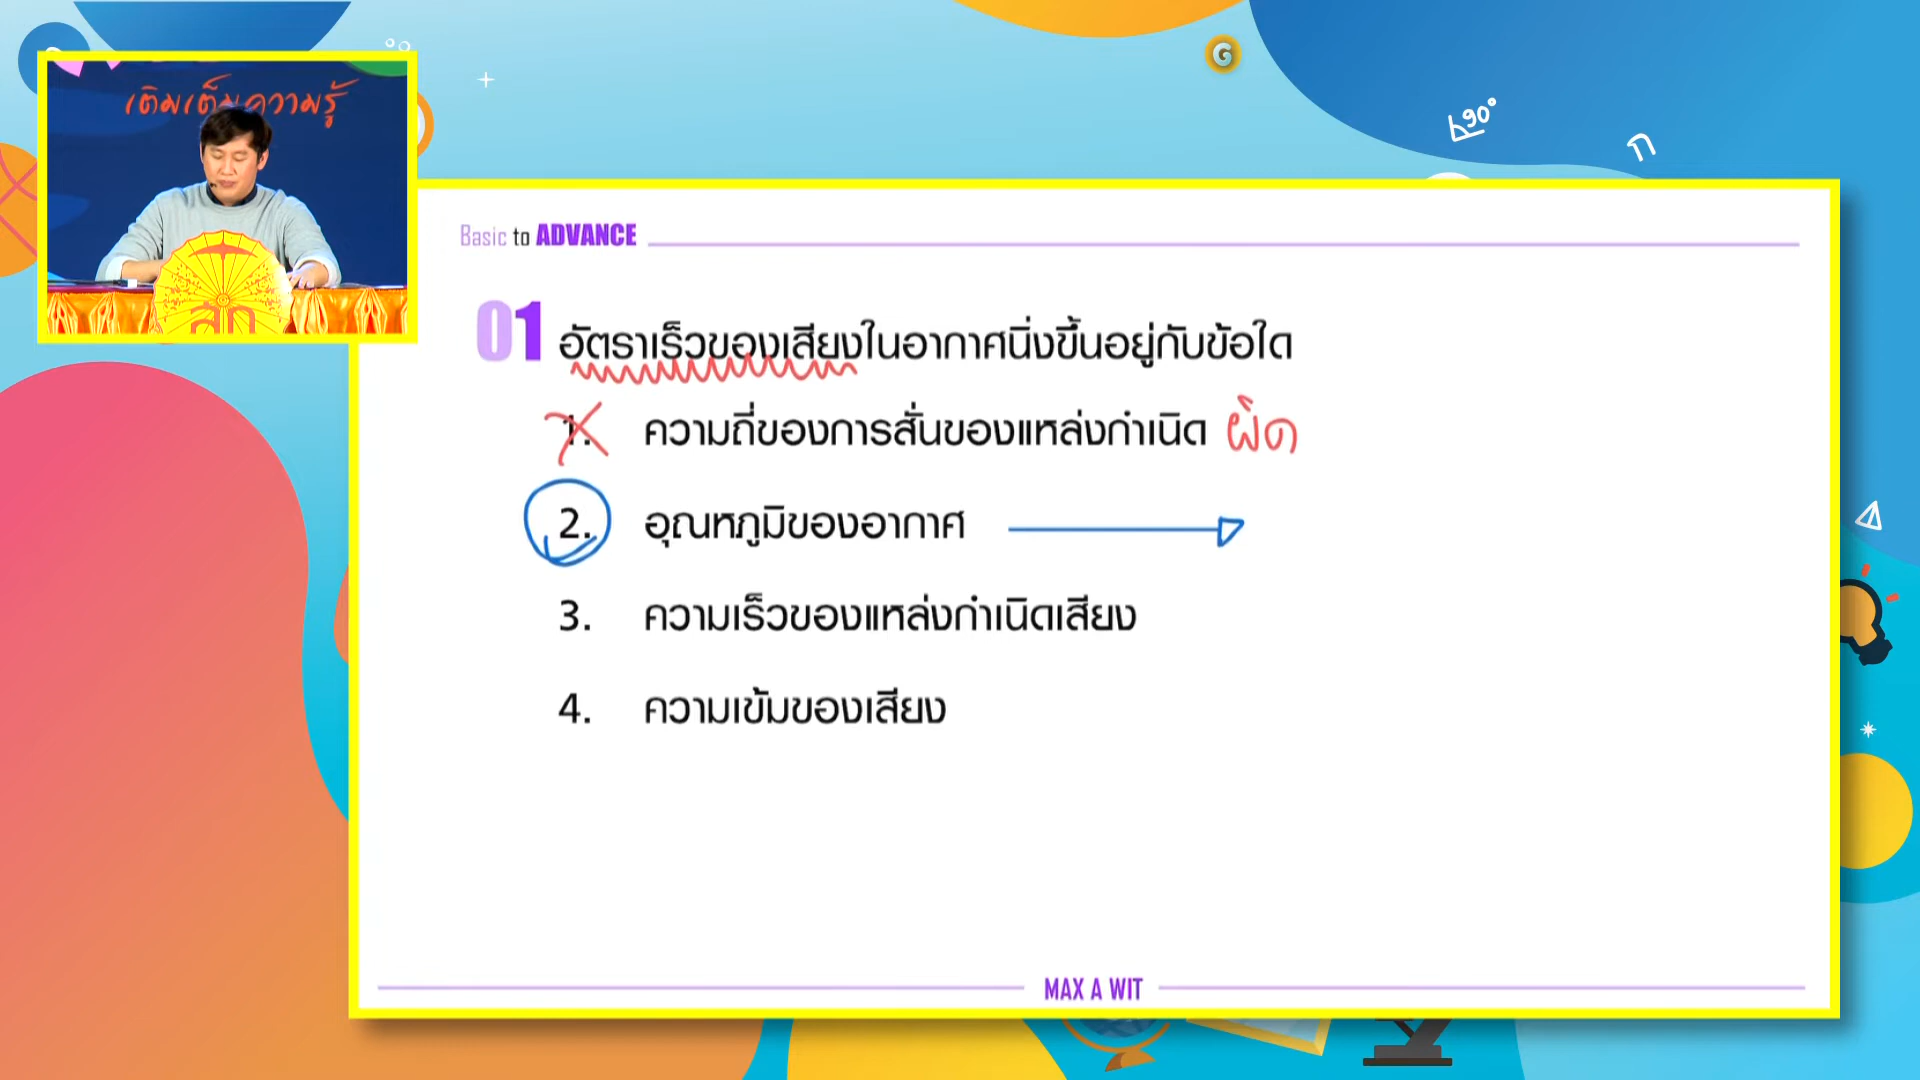 เติมเต็มความรู้
สุก
90°
ก
Basic to ADVANCE
01 อัตราเร็วของเสียงในอากาศนิ่งขึ้นอยู่กับข้อใด
1. ความถี่ของการสั่นของแหล่งกำเนิด ผิด
2. อุณหภูมิของอากาศ
3. ความเร็วของแหล่งกำเนิดเสียง
4. ความเข้มของเสียง
MAX A WIT